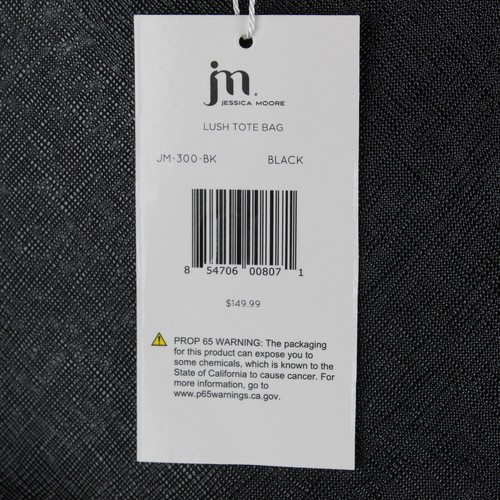 jm
JESSICA MOORE
LUSH TOTE BAG
JM-300-BK BLACK
8 54706 00807 1
$149.99
PROP 65 WARNING: The packaging
for this product can expose you to
some chemicals, which is known to the
State of California to cause cancer. For
more information, go to
www.p65warnings.ca.gov.